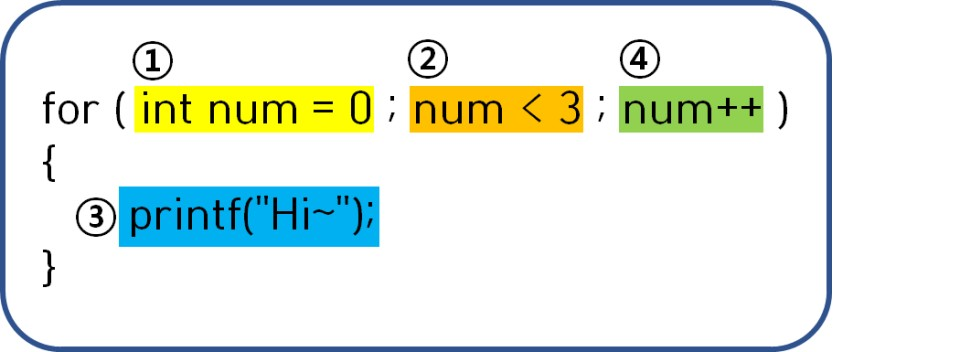 ① ② ④
for ( int num = 0 ; num < 3 ; num++ )
{
③ printf("Hi~");
}